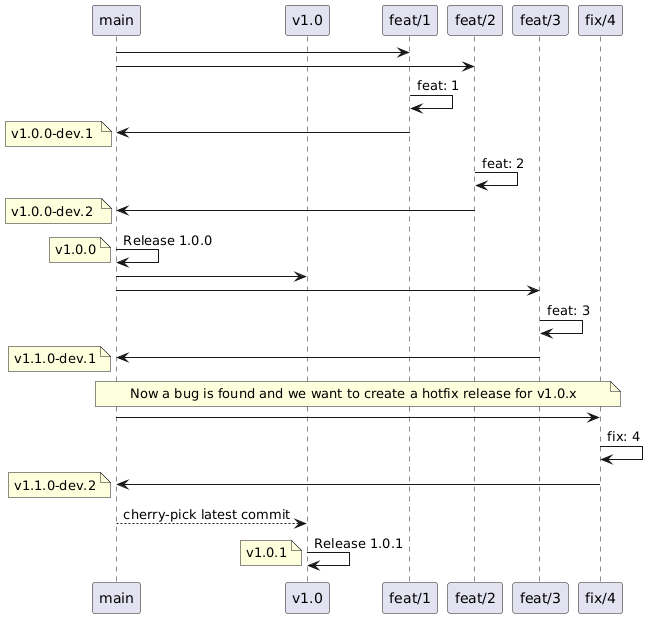 main v1.0 feat/1 feat/2 feat/3 fix/4
feat: 1
v1.0.0-dev.1
feat: 2
v1.0.0-dev.2
Release 1.0.0
v1.0.0
feat: 3
v1.1.0-dev.1
Now a bug is found and we want to create a hotfix release for v1.0.x
fix: 4
v1.1.0-dev.2
cherry-pick latest commit
Release 1.0.1
v1.0.1
main v1.0 feat/1 feat/2 feat/3 fix/4